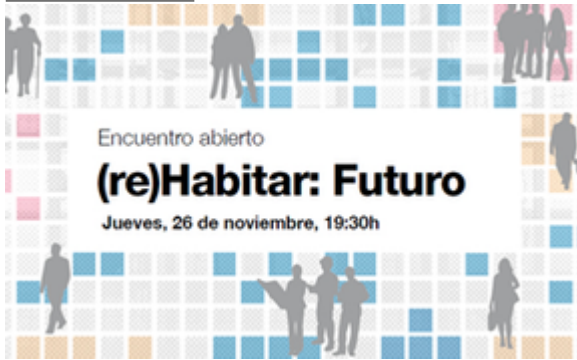 Encuentro abierto
(re)Habitar: Futuro
Jueves, 26 de noviembre, 19:30h